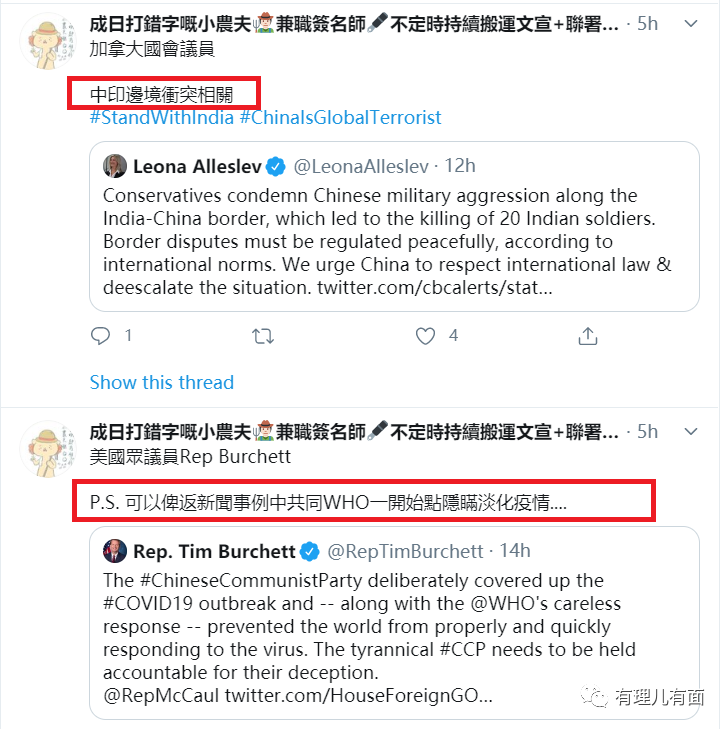 成日打錯字嘅小農夫👨‍🌾兼職簽名師🖋不定時持續搬運文宣+聯署... · 5h
加拿大國會議員
中印邊境衝突相關
#StandWithIndia #ChinaIsGlobalTerrorist
Leona Alleslev @LeonaAlleslev · 12h
Conservatives condemn Chinese military aggression along the
India-China border, which led to the killing of 20 Indian soldiers.
Border disputes must be regulated peacefully, according to
international norms. We urge China to respect international law &
deescalate the situation. twitter.com/cbcalerts/stat...
1 4
Show this thread
成日打錯字嘅小農夫👨‍🌾兼職簽名師🖋不定時持續搬運文宣+聯署... · 5h
美國眾議員Rep Burchett
P.S. 可以俾返新聞事例中共同WHO一開始點隱瞞淡化疫情....
Rep. Tim Burchett @RepTimBurchett · 14h
The #ChineseCommunistParty deliberately covered up the
#COVID19 outbreak and -- along with the @WHO's careless
response -- prevented the world from properly and quickly
responding to the virus. The tyrannical #CCP needs to be held
accountable for their deception.
@RepMcCaul twitter.com/HouseForeignGO...
有理儿有面